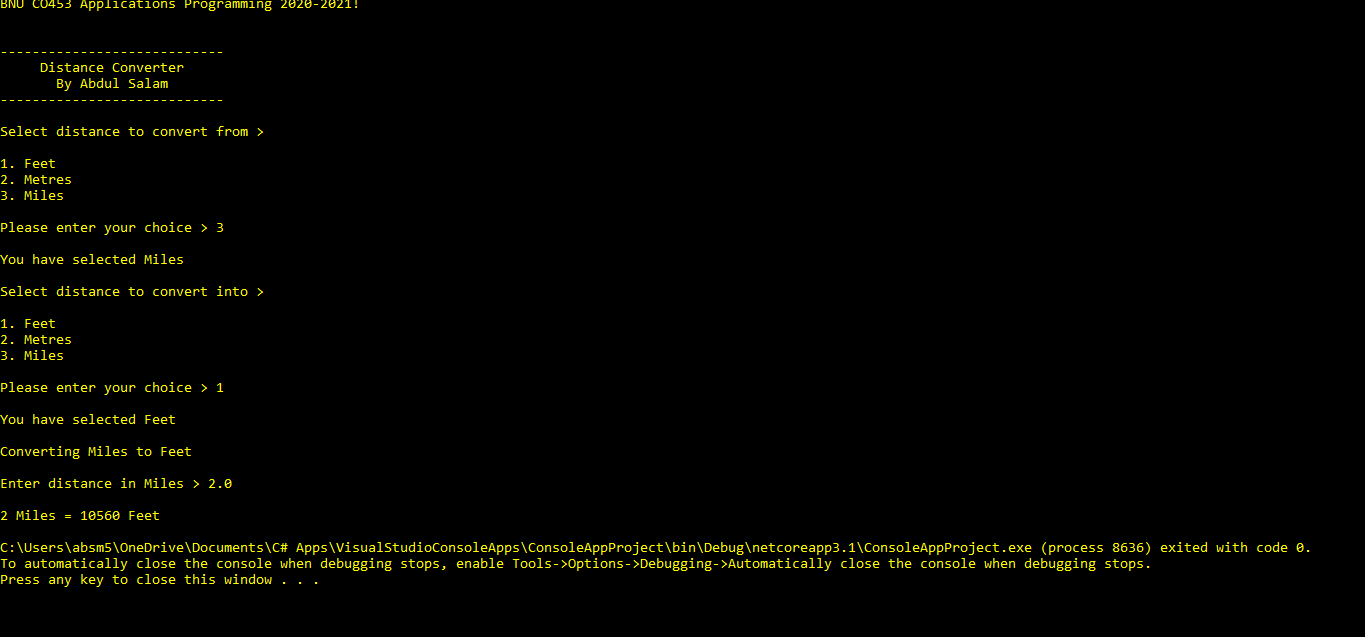 BNU CO453 Applications Programming 2020-2021!
----------------------------
Distance Converter
By Abdul Salam
----------------------------
Select distance to convert from >
1. Feet
2. Metres
3. Miles
Please enter your choice > 3
You have selected Miles
Select distance to convert into >
1. Feet
2. Metres
3. Miles
Please enter your choice > 1
You have selected Feet
Converting Miles to Feet
Enter distance in Miles > 2.0
2 Miles = 10560 Feet
C:\Users\absm5\OneDrive\Documents\C# Apps\VisualStudioConsoleApps\ConsoleAppProject\bin\Debug\netcoreapp3.1\ConsoleAppProject.exe (process 8636) exited with code 0.
To automatically close the console when debugging stops, enable Tools->Options->Debugging->Automatically close the console when debugging stops.
Press any key to close this window . . .